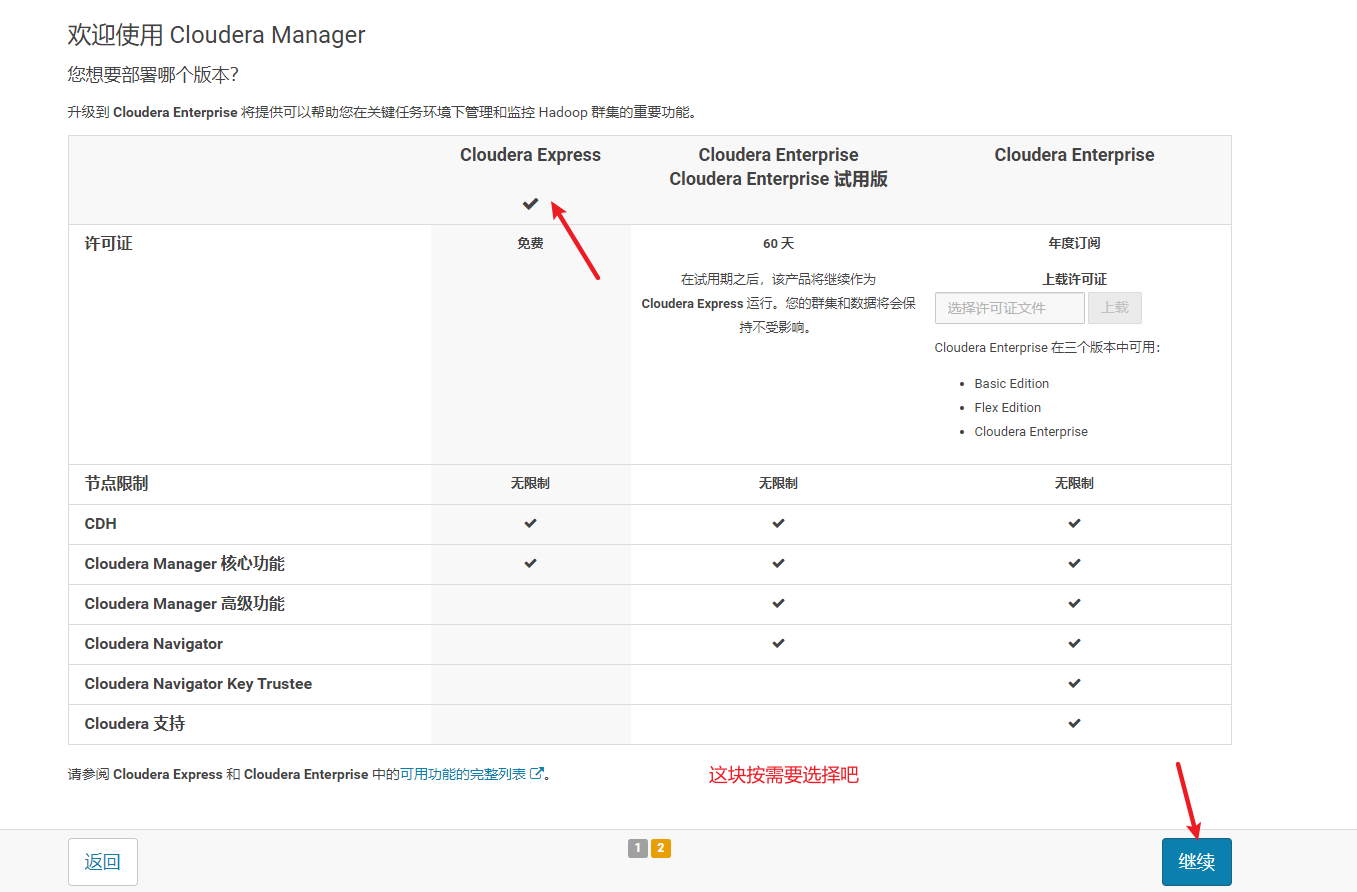 欢迎使用 Cloudera Manager
您想要部署哪个版本？
升级到 Cloudera Enterprise 将提供可以帮助您在关键任务环境下管理和监控 Hadoop 群集的重要功能。
Cloudera Express
Cloudera Enterprise
Cloudera Enterprise 试用版
Cloudera Enterprise
许可证
免费
60 天
在试用期之后，该产品将继续作为
Cloudera Express 运行。您的群集和数据将会保
持不受影响。
年度订阅
上载许可证
选择许可证文件 上载
Cloudera Enterprise 在三个版本中可用：
Basic Edition
Flex Edition
Cloudera Enterprise
节点限制 无限制 无限制 无限制
CDH
Cloudera Manager 核心功能
Cloudera Manager 高级功能
Cloudera Navigator
Cloudera Navigator Key Trustee
Cloudera 支持
请参阅 Cloudera Express 和 Cloudera Enterprise 中的可用功能的完整列表。
这块按需要选择吧
返回 1 2 继续